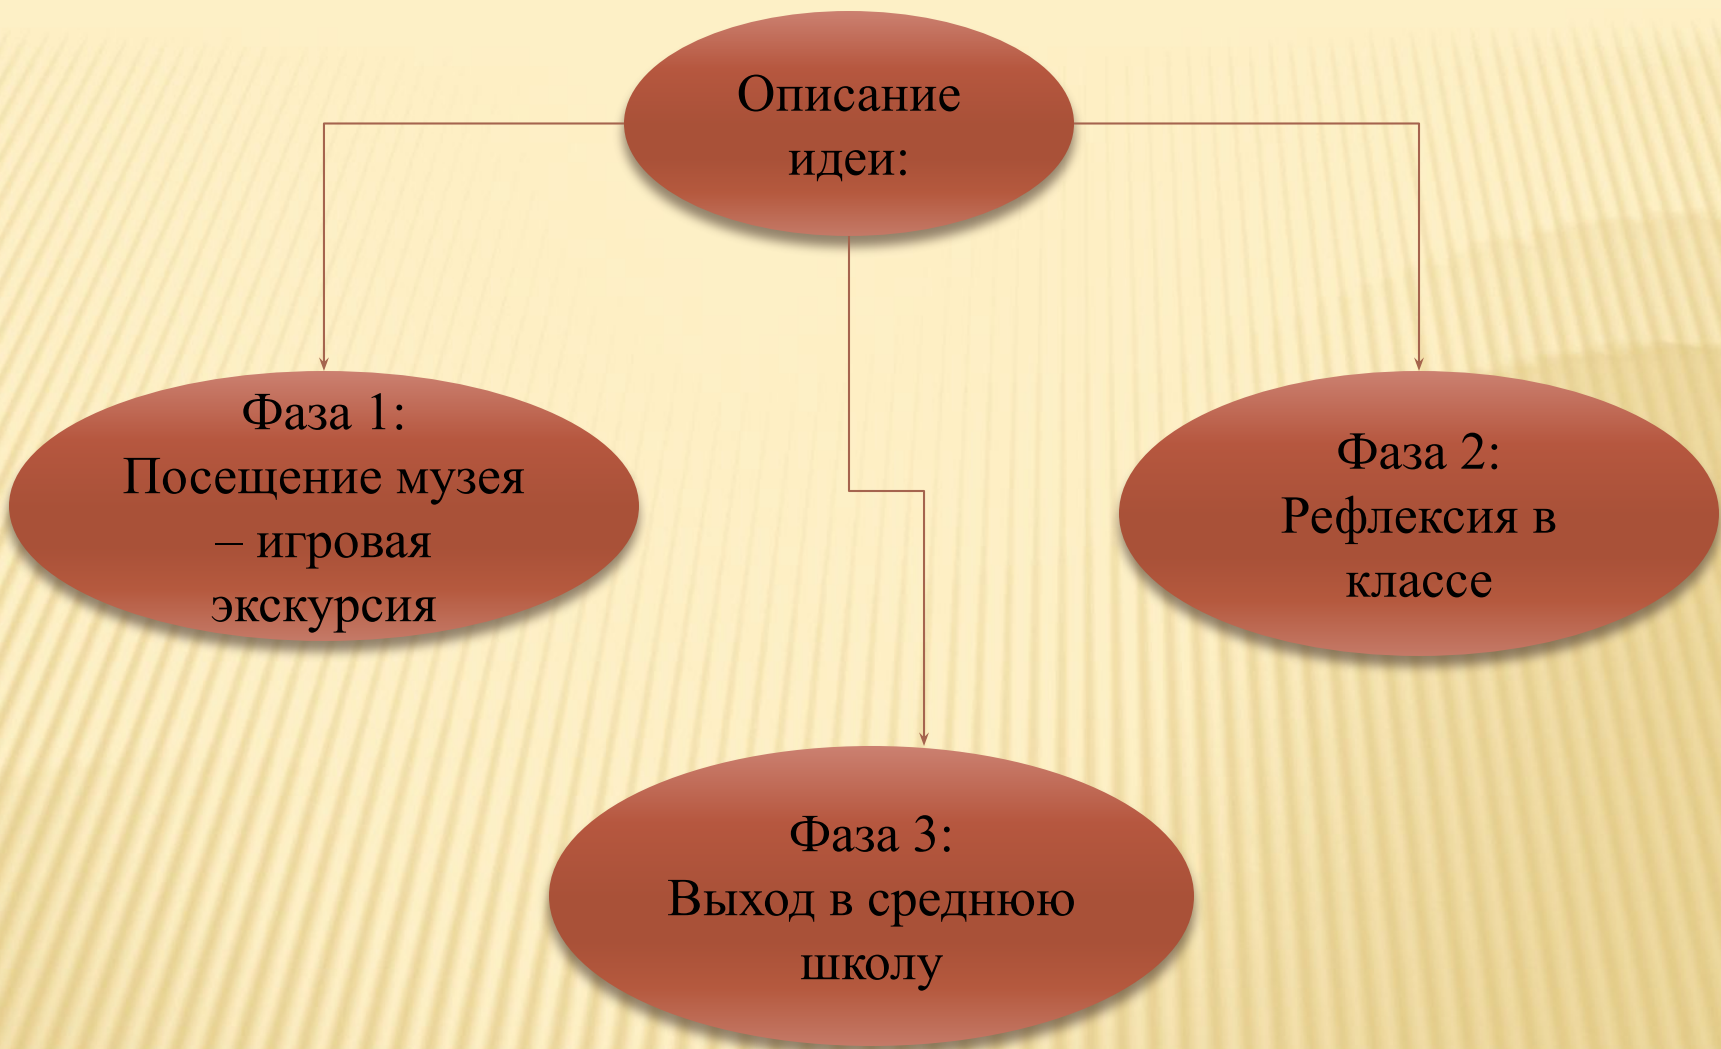 Описание
идеи:
Фаза 1:
Посещение музея
– игровая
экскурсия
Фаза 2:
Рефлексия в
классе
Фаза 3:
Выход в среднюю
школу